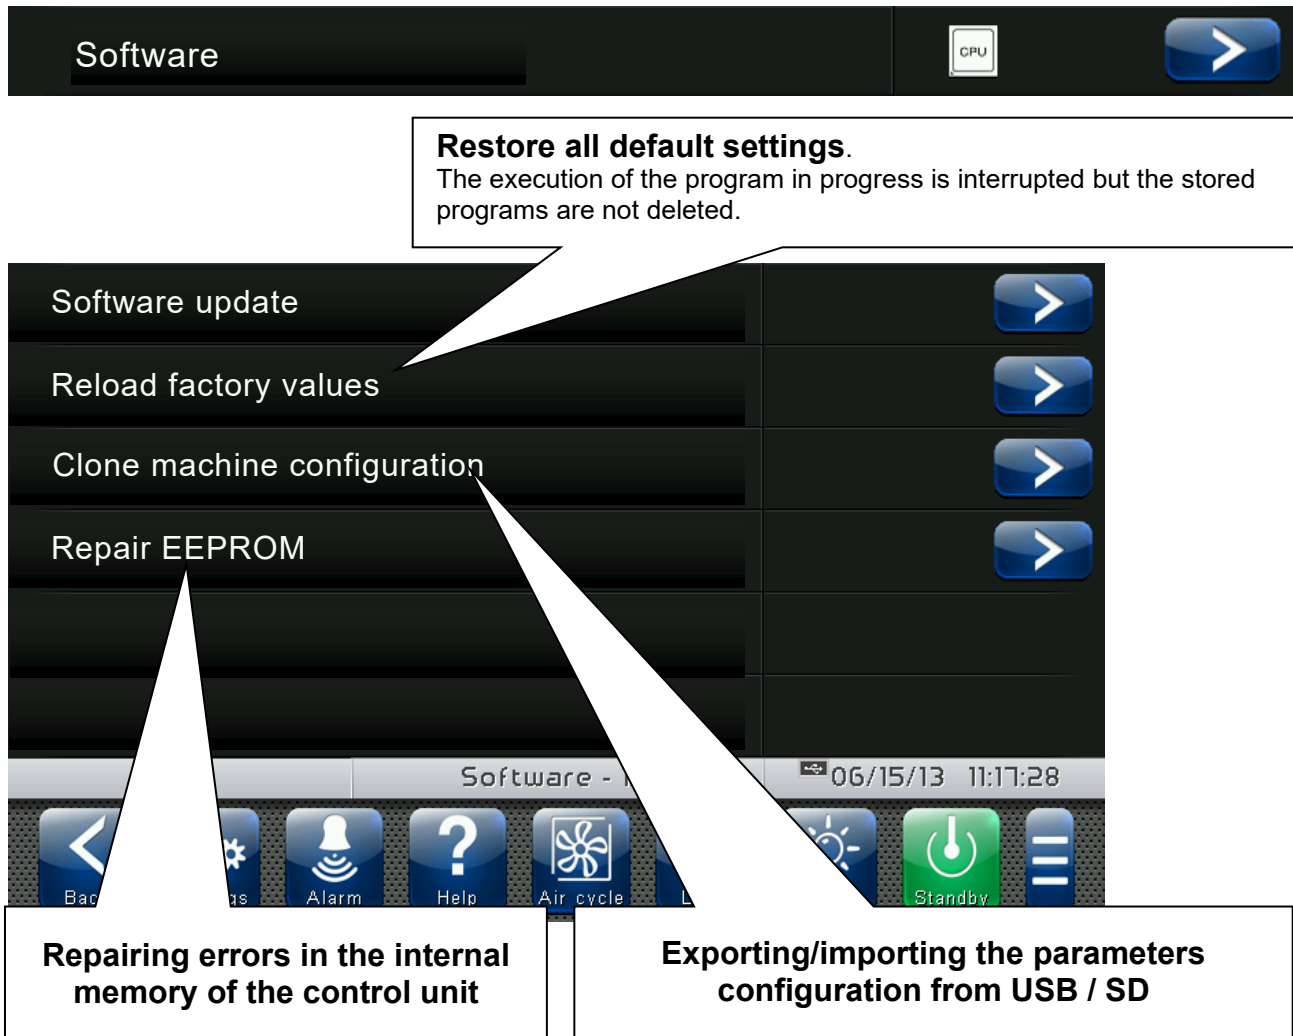 Software
CPU
Restore all default settings.
The execution of the program in progress is interrupted but the stored
programs are not deleted.
Software update
Reload factory values
Clone machine configuration
Repair EEPROM
Software -
06/15/13 11:17:28
Alarm
Help
Air cycle
Standby
Repairing errors in the internal
memory of the control unit
Exporting/importing the parameters
configuration from USB / SD